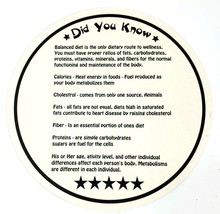 Did You Know
Balanced diet is the only dietary route to wellness.
You must have proper ratios of fats, carbohydrates,
proteins, vitamins, minerals, and fibers for the normal
functioning and maintenance of the body.
Calories - Heat energy in foods - Fuel produced as
your body metabolizes them
Cholestrol - comes from only one source, Animals
Fats - all fats are not equal, diets hiah in saturated
fats contribute to heart disease by raising cholesterol
Fiber - is an essential portion of ones diet
Proteins - are simple carbohydrates
sugars are fuel for the cells
His or Her age, ativity level, and other individual
differences affect each person's body. Metabolisms
are different in each individual.